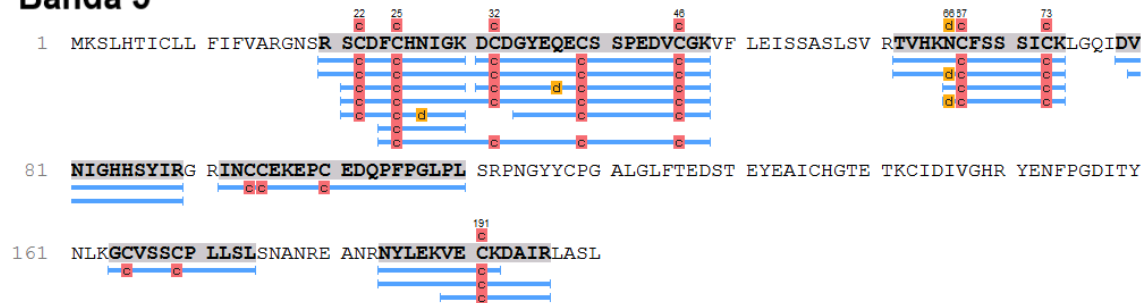 Banda 9
22 25 32 46 66 67 73
c c c c d c c
1 MKSLHTICLL FIFVARGNSR SCDFCHNIGK DCDGYEQECS SPEDVCGKVF LEISSASLSV RTVHKNCFSS SICKLGQIDV
c c c c c c
c c c c d c c
c c d c c c c
c c c c c d c c
c c d c c
c
c c c c
81 NIGHHSYIRG RINCCEKEPC EDQPFPGLPL SRPNGYYCPG ALGLFTEDST EYEAICHGTE TKCIDIVGHR YENFPGDITY
c c c
191
c
161 NLKGCVSSCP LLSLSNANRE ANRNYLEKVE CKDAIRLASL
c c c
c
c